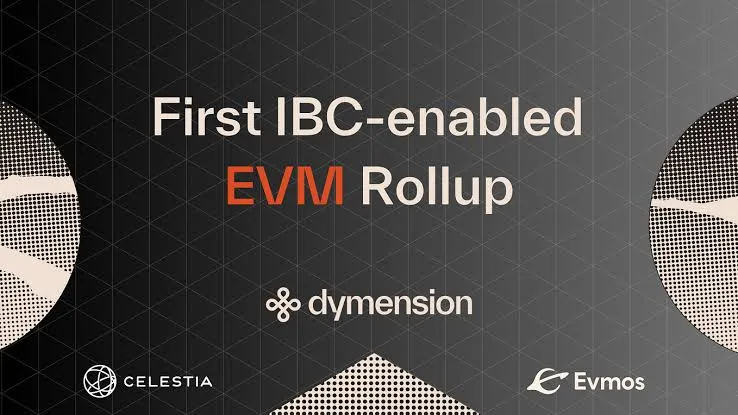 First IBC-enabled
EVM Rollup
dymension
CELESTIA
Evmos